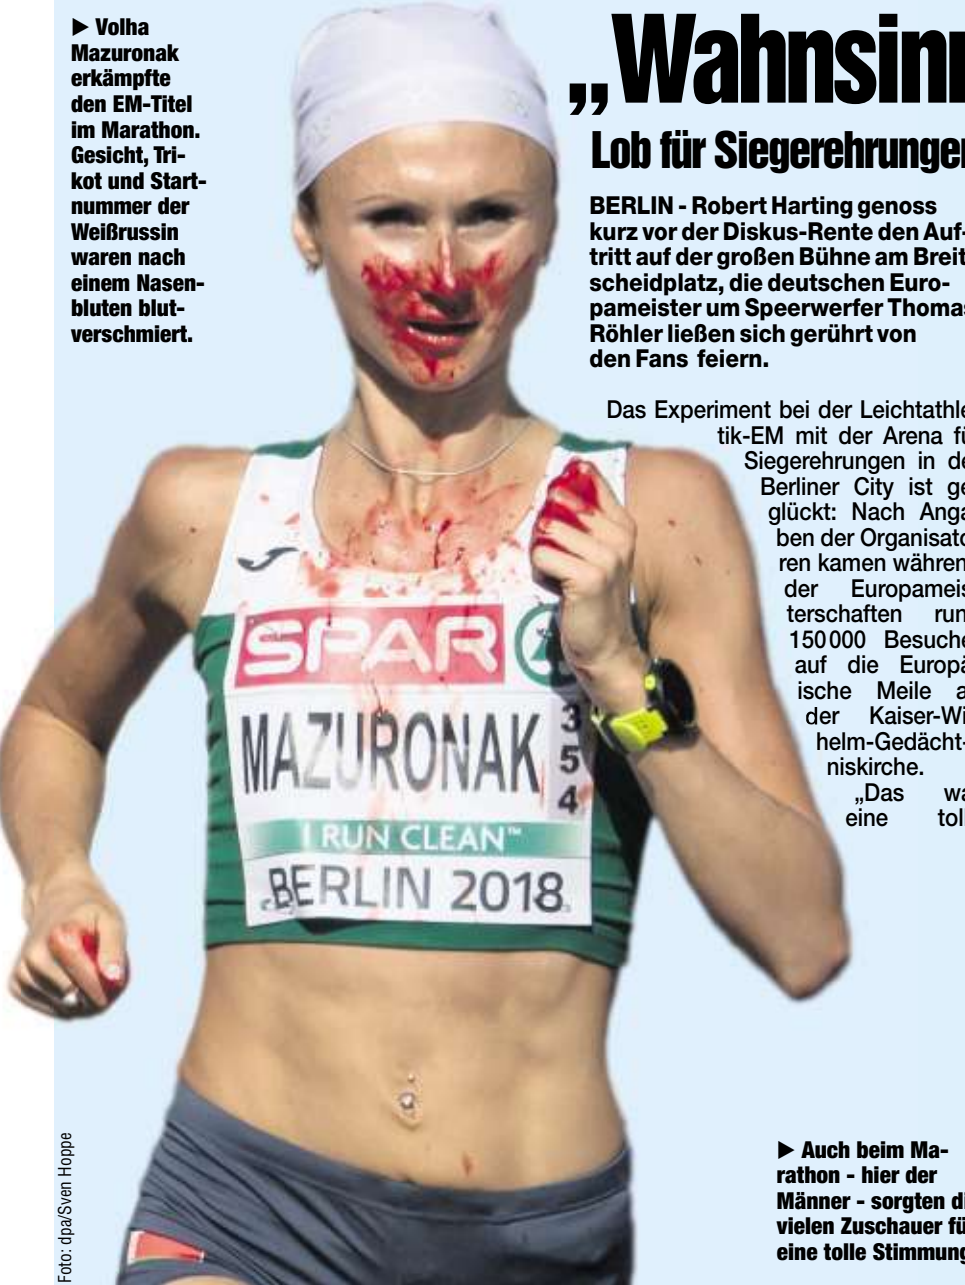 ▶ Volha
Mazuronak
erkämpfte
den EM-Titel
im Marathon.
Gesicht, Tri-
kot und Start-
nummer der
Weißrussin
waren nach
einem Nasen-
bluten blut-
verschmiert.
„Wahnsinn
Lob für Siegerehrungen
BERLIN - Robert Harting genoss
kurz vor der Diskus-Rente den Auf-
tritt auf der großen Bühne am Breit
scheidplatz, die deutschen Euro-
pameister um Speerwerfer Thomas
Röhler ließen sich gerührt von
den Fans feiern.
Das Experiment bei der Leichtathle
tik-EM mit der Arena fü
Siegerehrungen in de
Berliner City ist ge
glückt: Nach Anga
ben der Organisato
ren kamen währen
der Europameis
terschaften run
150000 Besuche
auf die Europä
ische Meile a
der Kaiser-Wi
helm-Gedächt-
niskirche.
„Das wa
eine toll
SPAR
MAZURONAK
354
I RUN CLEAN™
BERLIN 2018
▶ Auch beim Ma-
rathon - hier der
Männer - sorgten di
vielen Zuschauer fü
eine tolle Stimmung
Foto: dpa/Sven Hoppe